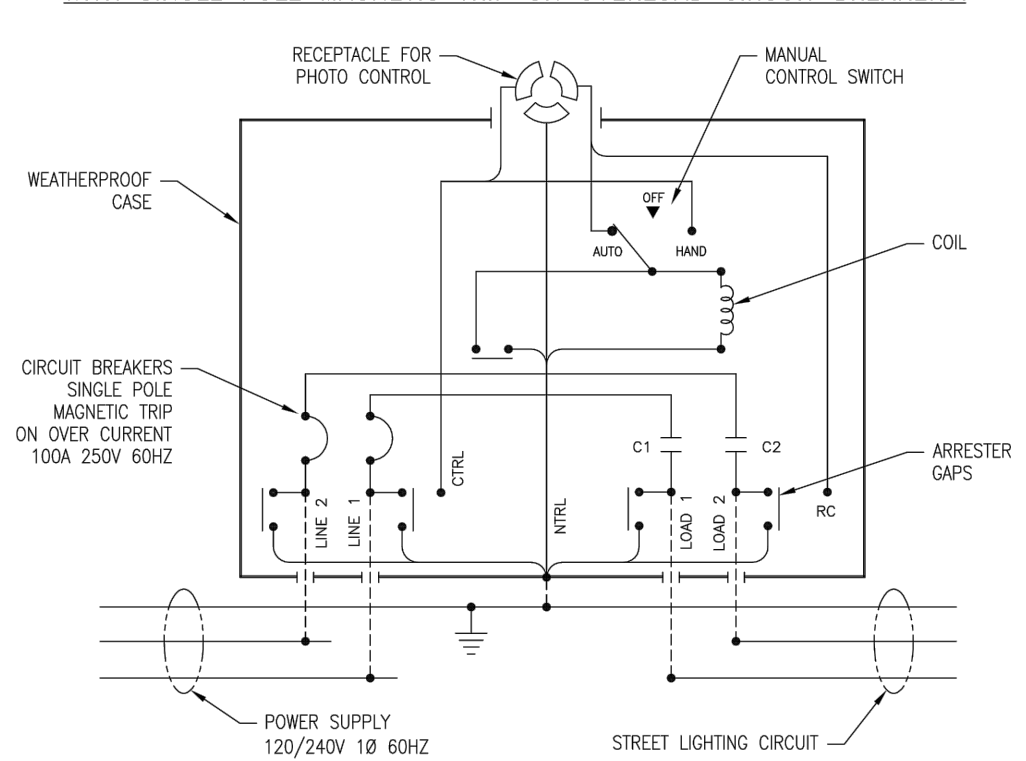 RECEPTACLE FOR
PHOTO CONTROL
MANUAL
CONTROL SWITCH
WEATHERPROOF
CASE
OFF
AUTO
HAND
COIL
CIRCUIT BREAKERS
SINGLE POLE
MAGNETIC TRIP
ON OVER CURRENT
100A 250V 60HZ
C1
C2
ARRESTER
GAPS
CTRL
LINE 2
LINE 1
NTRL
LOAD 1
LOAD 2
RC
POWER SUPPLY
120/240V 1Ø 60HZ
STREET LIGHTING CIRCUIT